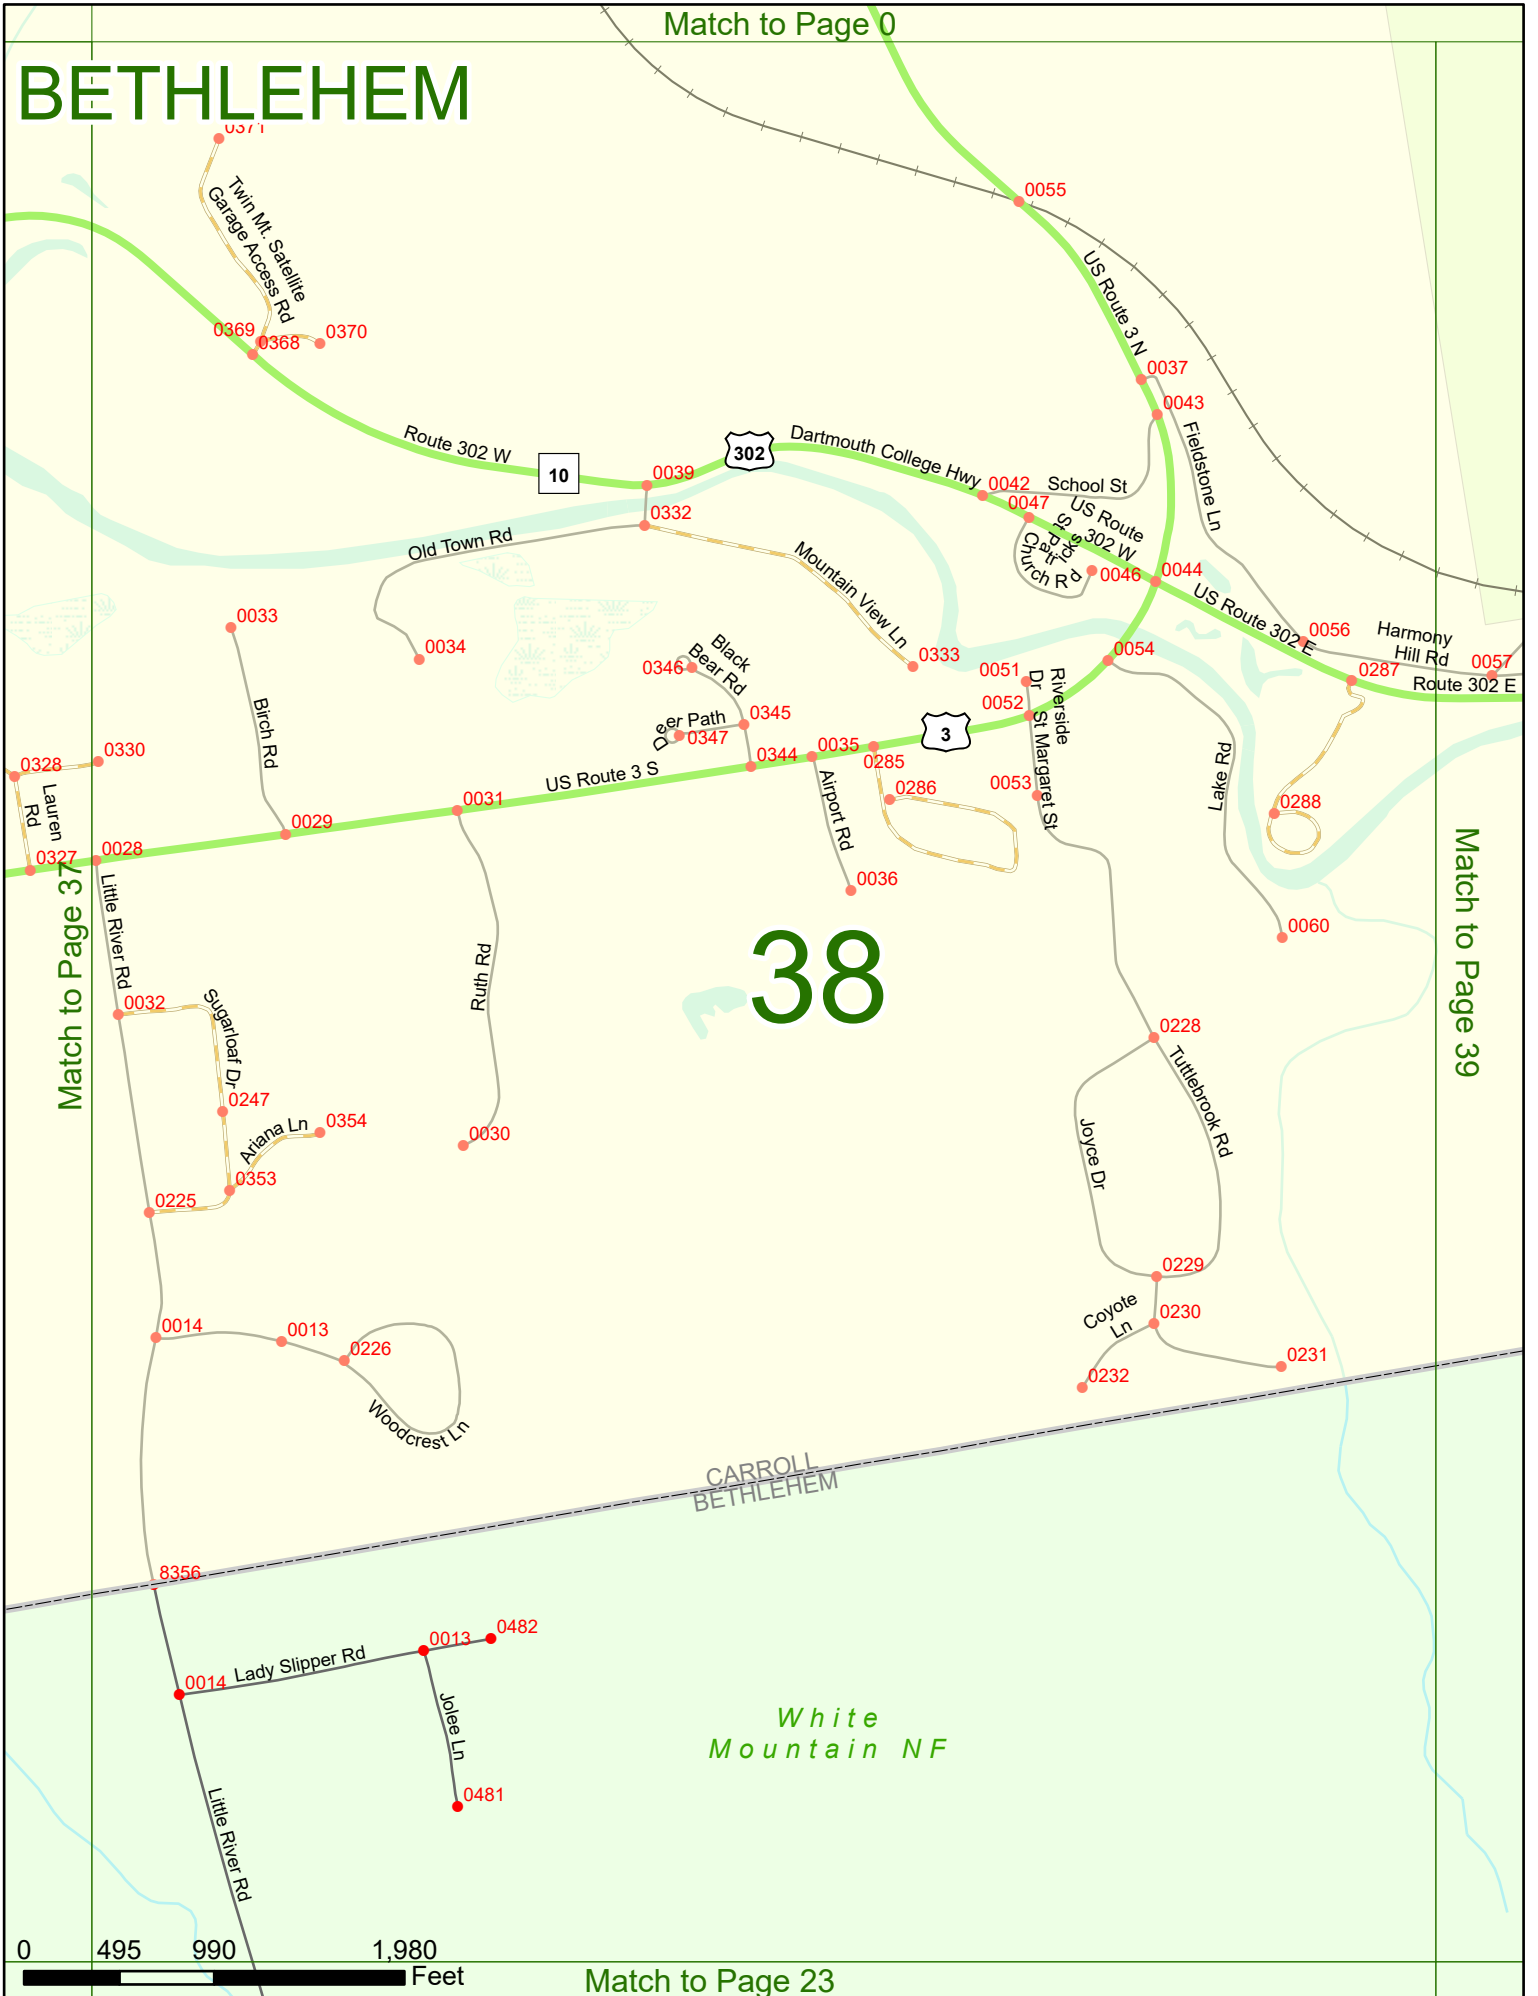 Match to Page 0
BETHLEHEM
0371
Twin Mt. Satellite
Garage Access Rd
0055
US Route 3 N
0369
0368
0370
0037
0043
Fieldstone Ln
Route 302 W
10
302
Dartmouth College Hwy
0039
0042
School St
0047
US Route
302 W
0332
Old Town Rd
Mountain View Ln
St Patricks
Church Rd
0046
0044
US Route 302 E
0056
Harmony
Hill Rd
0057
0033
0034
Black
Bear Rd
0346
0333
0054
0287
Route 302 E
0051
Riverside
Dr
0052
Birch Rd
Deer Path
0345
0347
3
0035
0344
0285
0330
0328
Lauren
Rd
US Route 3 S
0286
0053
St Margaret St
Lake Rd
0288
0031
0029
Airport Rd
0028
0327
0036
Match to Page 37
Little River Rd
Match to Page 39
38
0060
Ruth Rd
0032
Sugarloaf Dr
0228
Tuttlebrook Rd
0247
Ariana Ln
0354
0030
Joyce Dr
0353
0225
0229
Coyote
Ln
0230
0014
0013
0226
0231
0232
Woodcrest Ln
CARROLL
BETHLEHEM
8356
0482
0013
Lady Slipper Rd
0014
Jolee Ln
White
Mountain NF
0481
Little River Rd
0 495 990 1,980
Feet
Match to Page 23